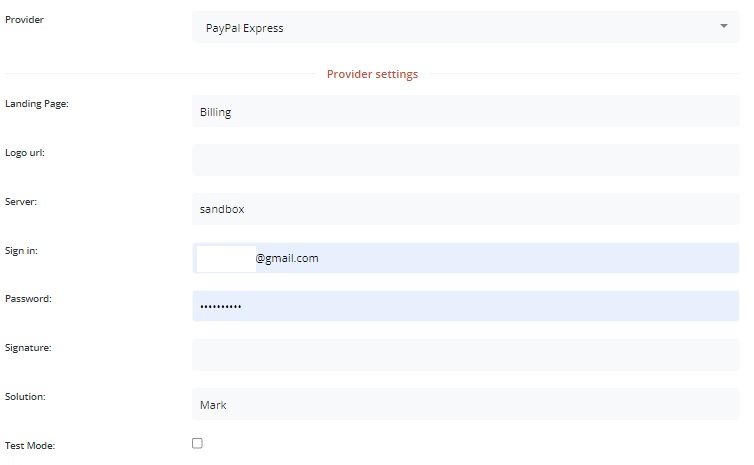 Provider
PayPal Express
Provider settings
Landing Page:
Billing
Logo url:
Server:
sandbox
Sign in:
@gmail.com
Password:
••••••••••
Signature:
Solution:
Mark
Test Mode: